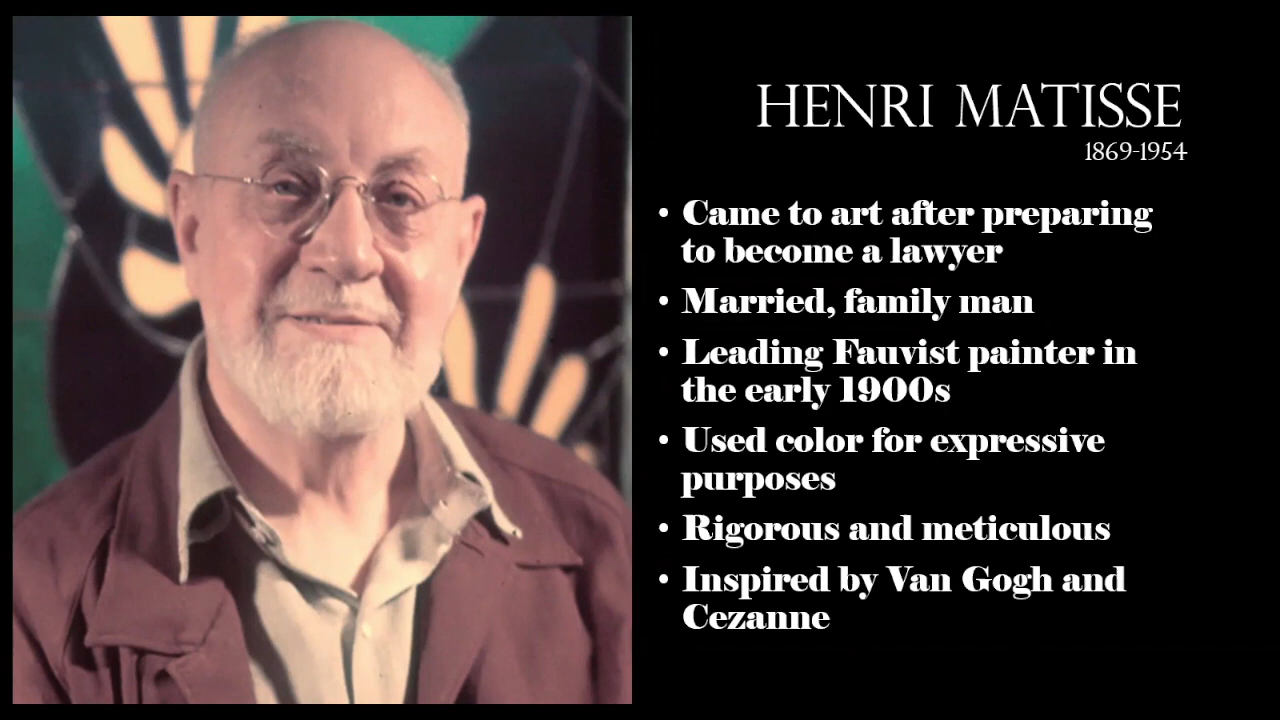 HENRI MATISSE
1869-1954
• Came to art after preparing
to become a lawyer
• Married, family man
• Leading Fauvist painter in
the early 1900s
• Used color for expressive
purposes
• Rigorous and meticulous
• Inspired by Van Gogh and
Cezanne